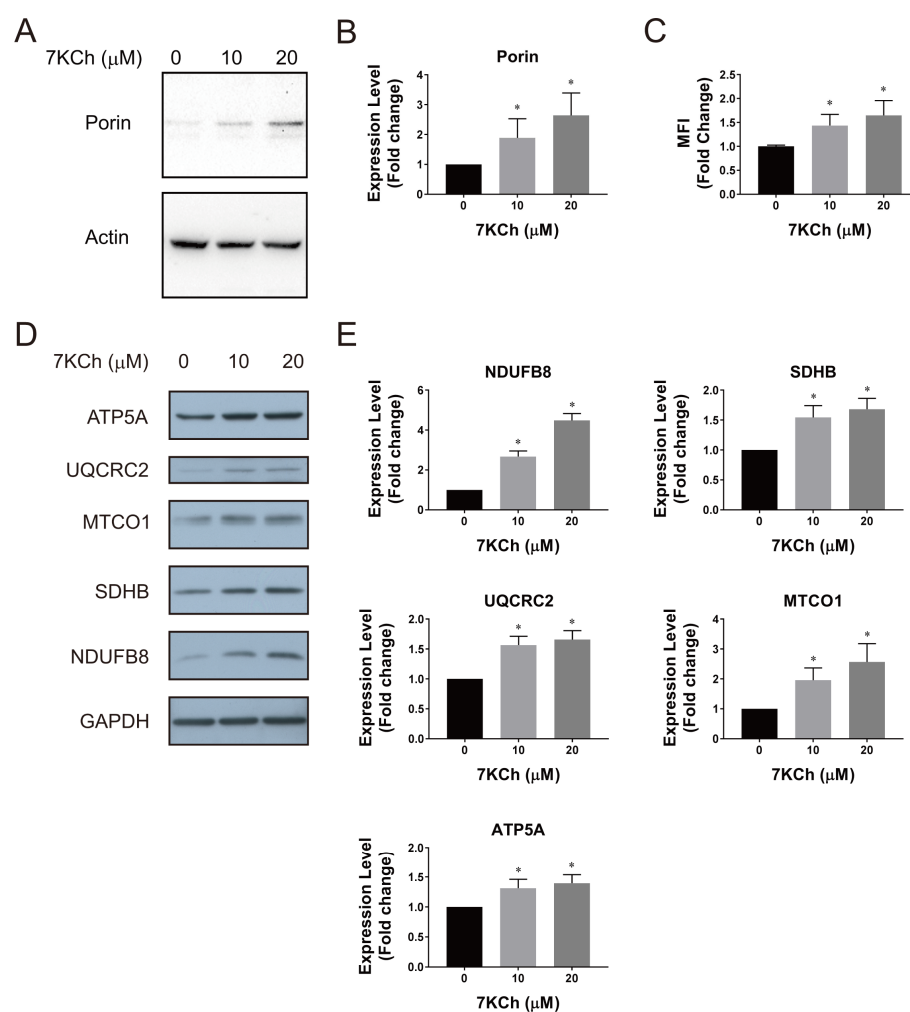 A
7KCh (μM) 0 10 20
Porin
Actin
B
Porin
Expression Level
(Fold change)
4
3
2
1
0
0 10 20
7KCh (μM)
* *
C
MFI
(Fold Change)
2.5
2.0
1.5
1.0
0.5
0.0
0 10 20
7KCh (μM)
* *
D
7KCh (μM) 0 10 20
ATP5A
UQCRC2
MTCO1
SDHB
NDUFB8
GAPDH
E
NDUFB8
Expression Level
(Fold change)
6
4
2
0
0 10 20
7KCh (μM)
* *
SDHB
Expression Level
(Fold change)
2.0
1.5
1.0
0.5
0.0
0 10 20
7KCh (μM)
* *
UQCRC2
Expression Level
(Fold change)
2.0
1.5
1.0
0.5
0.0
0 10 20
7KCh (μM)
* *
MTCO1
Expression Level
(Fold change)
4
3
2
1
0
0 10 20
7KCh (μM)
* *
ATP5A
Expression Level
(Fold change)
2.0
1.5
1.0
0.5
0.0
0 10 20
7KCh (μM)
* *